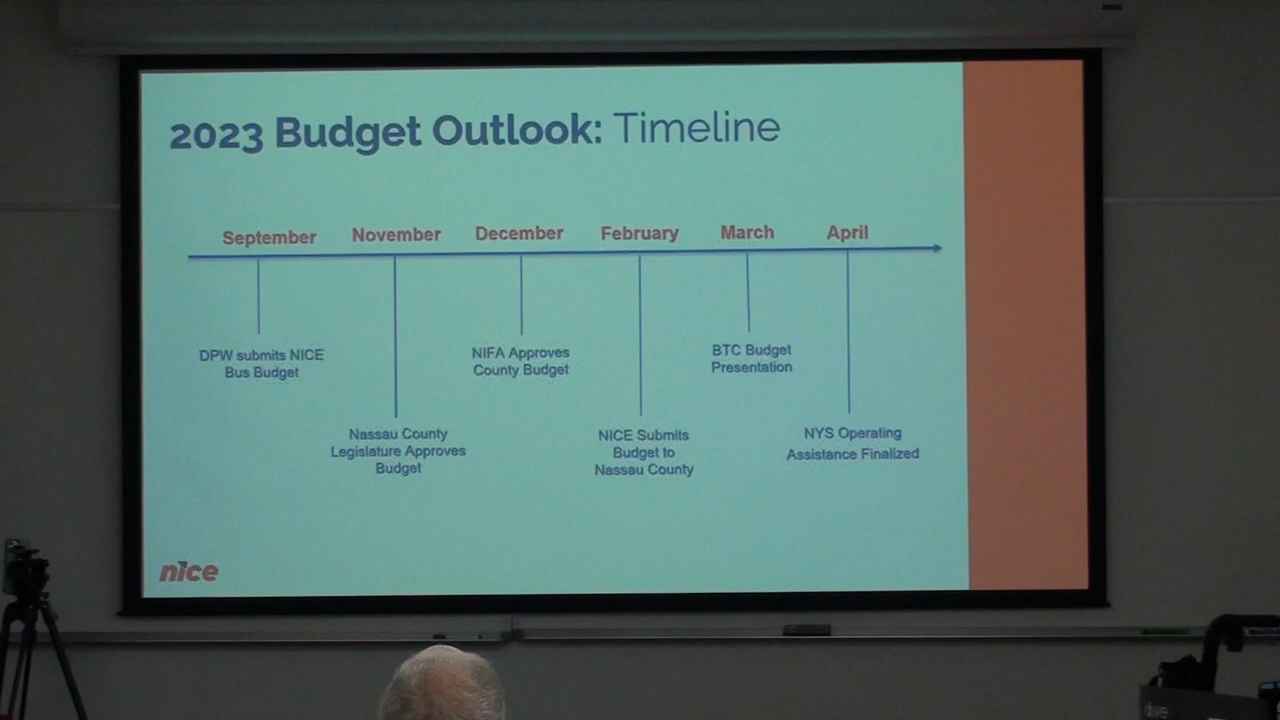 2023 Budget Outlook: Timeline
September November December February March April
DPW submits NICE
Bus Budget
Nassau County
Legislature Approves
Budget
NIFA Approves
County Budget
NICE Submits
Budget to
Nassau County
BTC Budget
Presentation
NYS Operating
Assistance Finalized
nice